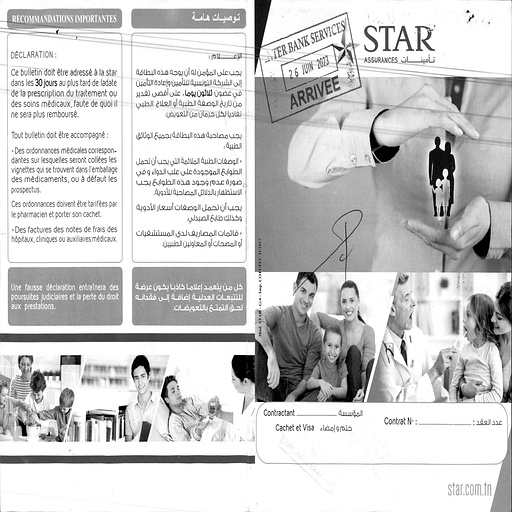 RECOMMANDATIONS IMPORTANTES
DÉCLARATION :
Ce bulletin doit être adressé à la star
dans les 30 jours au plus tard de ladate
de la prescription du traitement ou
des soins médicaux, faute de quoi il
ne sera plus remboursé.
Tout bulletin doit être accompagné :
• Des ordonnances médicales correspon-
dantes sur lesquelles seront collées les
vignettes qui se trouvent dans l'emballage
des médicaments, ou à défaut les
prospectus.
Ces ordonnances doivent être tarifées par
le pharmacien et porter son cachet.
• Des factures des notes de frais des
hôpitaux, cliniques ou auxiliaires médicaux.
Une fausse déclaration entraînera des
poursuites judiciaires et la perte du droit
aux prestations.
توصيات هامة
الإعلام :
يجب على المؤمن له أن يوجه هذه البطاقة
إلى الشركة التونسية للتأمين وإعادة التأمين
في غضون ثلاثون يوما، على أقصى تقدير
من تاريخ الوصفة الطبية أو العلاج الطبي
تفاديا لكل حرمان من التعويض.
يجب مصاحبة هذه البطاقة بجميع الوثائق
الطبية :
• الوصفات الطبية الملائمة التي يجب أن تحمل
الطوابع الموجودة على علب الدواء و في
صورة عدم وجود هذه الطوابع يجب
الاستظهار بالدلائل المصاحبة للأدوية.
يجب أن تحمل الوصفات أسعار الأدوية
وكذلك طابع الصيدلي.
• قائمات المصاريف لدى المستشفيات
أو المصحات أو المعاونين الطبيين.
كل من يتعمد إعلاما كاذبا يكون عرضة
للتتبعات العدلية إضافة إلى فقدانه
لحق التمتع بالتعويضات.
INTER BANK SERVICES
26 JUIN 2023
ARRIVEE
STAR
ASSURANCES تأمينات
Contractant المؤسسة
Cachet et Visa ختم و إمضاء
Contrat N° : عدد العقد :
star.com.tn